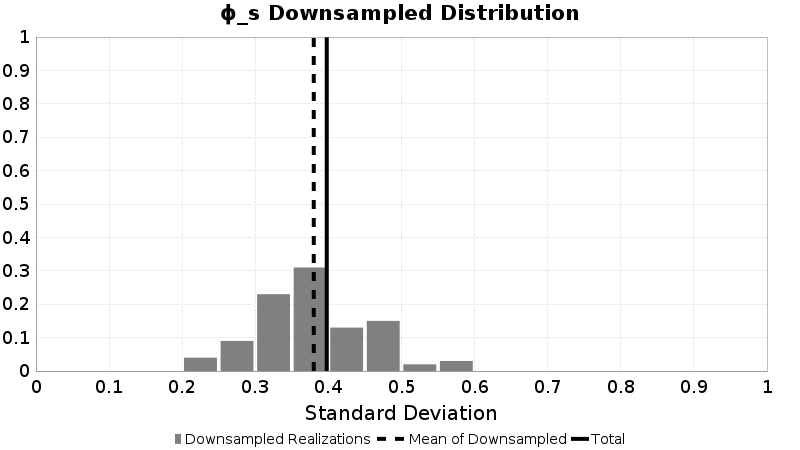 ϕ_s Downsampled Distribution
1
0.9
0.8
0.7
0.6
0.5
0.4
0.3
0.2
0.1
0
0 0.1 0.2 0.3 0.4 0.5 0.6 0.7 0.8 0.9 1
Standard Deviation
Downsampled Realizations Mean of Downsampled Total